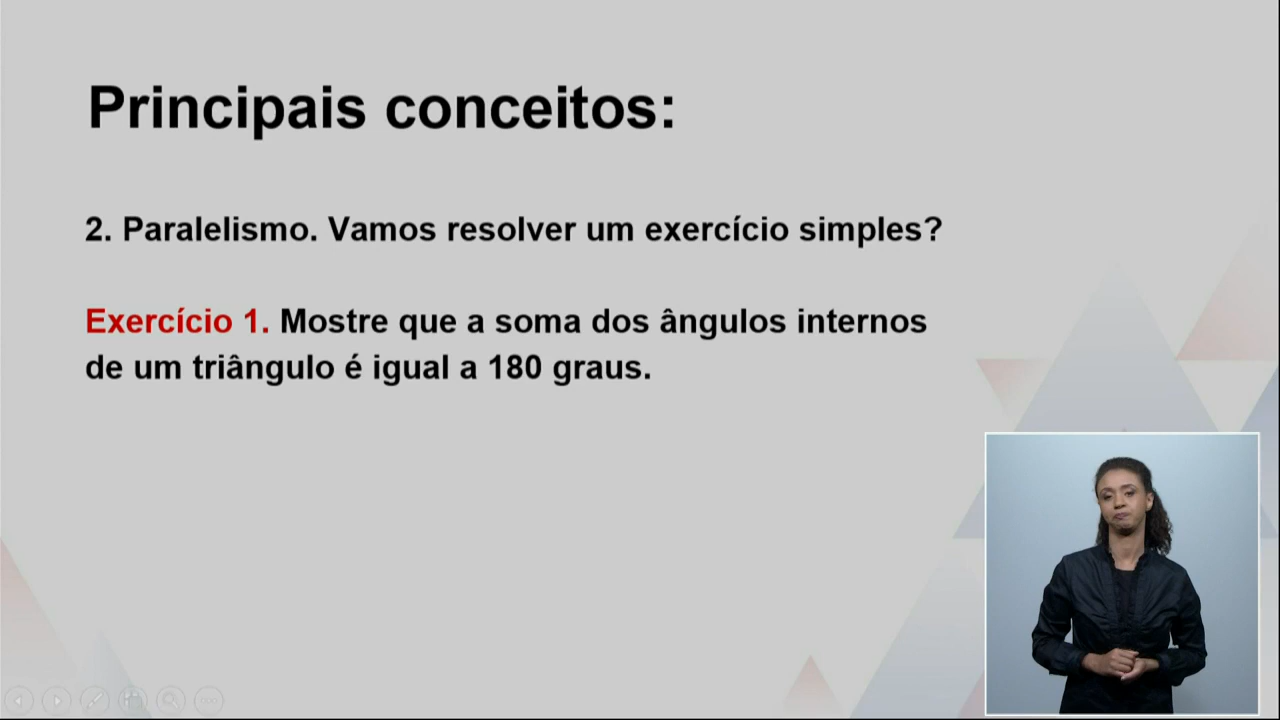 Principais conceitos:
2. Paralelismo. Vamos resolver um exercício simples?
Exercício 1. Mostre que a soma dos ângulos internos
de um triângulo é igual a 180 graus.